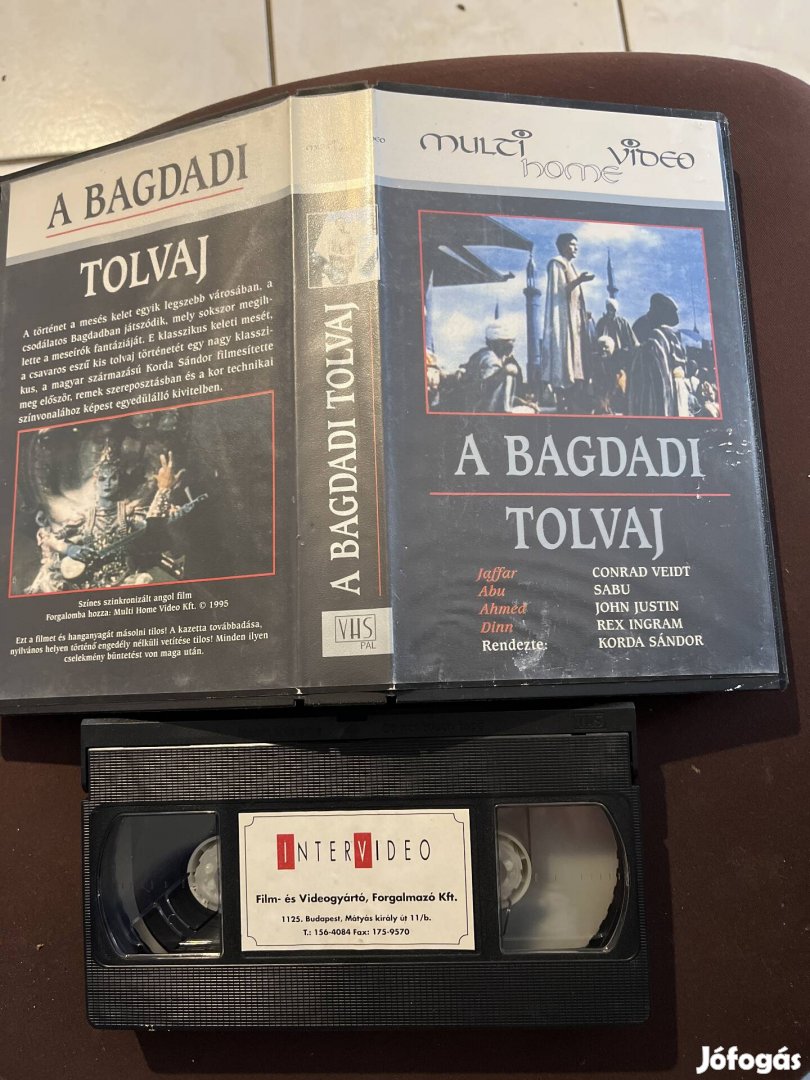 A BAGDADI
TOLVAJ
A történet a mesés kelet egyik legszebb városában, a
csodálatos Bagdadban játszódik, mely sokszor megih-
lette a meseírók fantáziáját. E klasszikus keleti mesét,
a csavaros eszű kis tolvaj történetét egy nagy klasszi-
kus, a magyar származású Korda Sándor filmesítette
meg először, remek szereposztásban és a kor technikai
színvonalához képest egyedülálló kivitelben.
Színes szinkronizált angol film
Forgalomba hozza: Multi Home Video Kft. © 1995
Ezt a filmet és hanganyagát másolni tilos! A kazetta továbbadása,
nyilvános helyen történő engedély nélküli vetítése tilos! Minden ilyen
cselekmény büntetést von maga után.
A BAGDADI TOLVAJ
VHS
PAL
MULTI VIDEO
HOME
A BAGDADI
TOLVAJ
Jaffar CONRAD VEIDT
Abu SABU
Ahmed JOHN JUSTIN
Dinn REX INGRAM
Rendezte: KORDA SÁNDOR
VHS
INTERVIDEO
Film- és Videogyártó, Forgalmazó Kft.
1125. Budapest, Mátyás király út 11/b.
T.: 156-4084 Fax: 175-9570
Jófogás